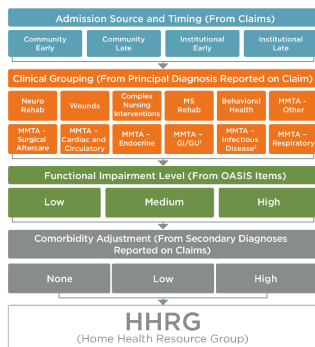 Admission Source and Timing (From Claims)
Community Early
Community Late
Institutional Early
Institutional Late
Clinical Grouping (From Principal Diagnosis Reported on Claim)
Neuro Rehab
Wounds
Complex Nursing Interventions
MS Rehab
Behavioral Health
MMTA - Other
MMTA - Surgical Aftercare
MMTA – Cardiac and Circulatory
MMTA – Endocrine
MMTA – GI/GU¹
MMTA – Infectious Disease²
MMTA – Respiratory
Functional Impairment Level (From OASIS Items)
Low
Medium
High
Comorbidity Adjustment (From Secondary Diagnoses
Reported on Claims)
None
Low
High
HHRG
(Home Health Resource Group)